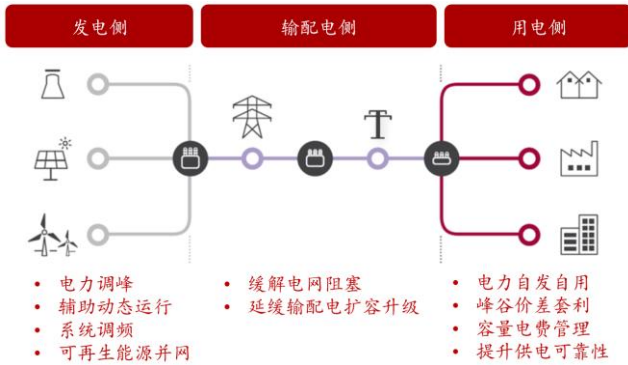 发电侧
输配电侧
用电侧
• 电力调峰
• 辅助动态运行
• 系统调频
• 可再生能源并网
• 缓解电网阻塞
• 延缓输配电扩容升级
• 电力自发自用
• 峰谷价差套利
• 容量电费管理
• 提升供电可靠性